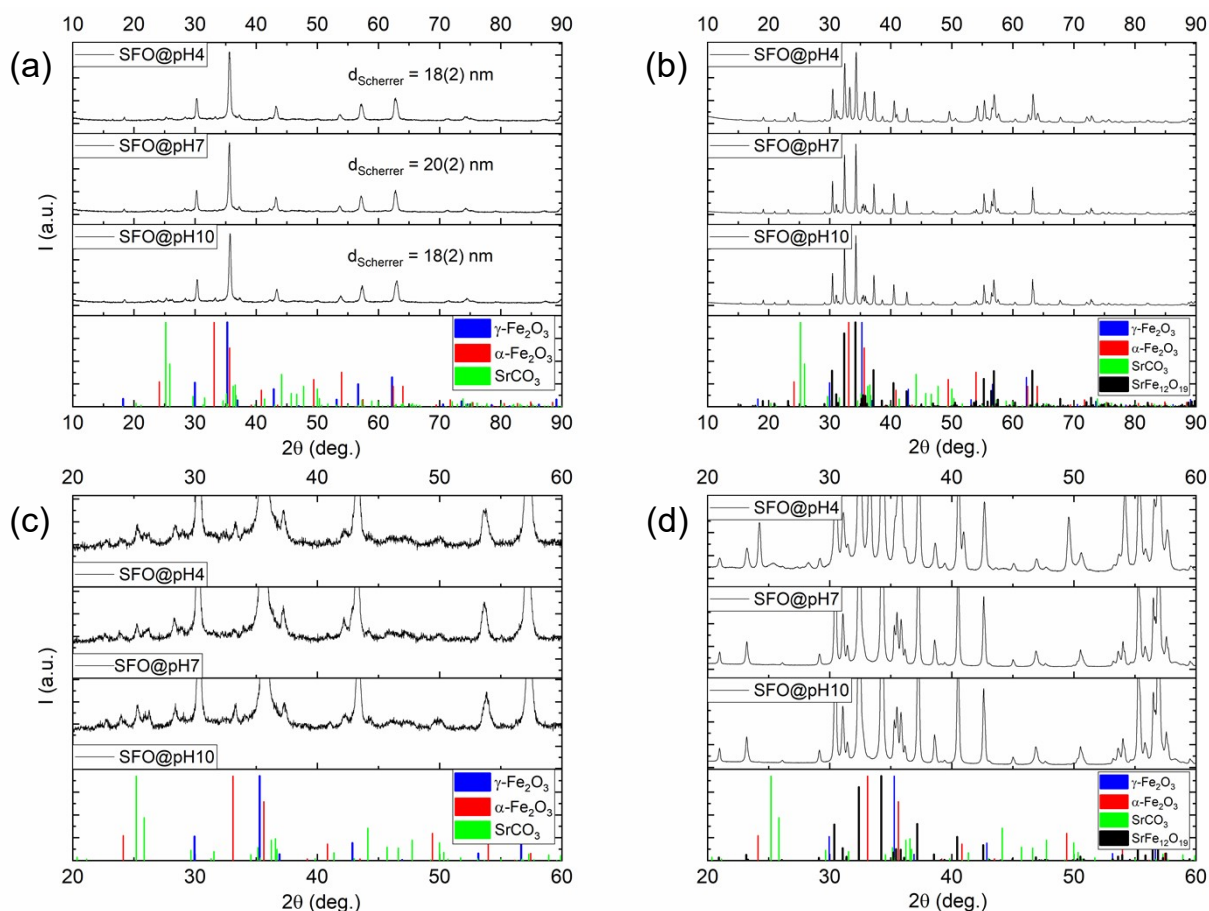 (a)
10 20 30 40 50 60 70 80 90
SFO@pH4
d_Scherrer = 18(2) nm
SFO@pH7
d_Scherrer = 20(2) nm
SFO@pH10
d_Scherrer = 18(2) nm
γ-Fe₂O₃
α-Fe₂O₃
SrCO₃
I (a.u.)
10 20 30 40 50 60 70 80 90
2θ (deg.)
(b)
10 20 30 40 50 60 70 80 90
SFO@pH4
SFO@pH7
SFO@pH10
γ-Fe₂O₃
α-Fe₂O₃
SrCO₃
SrFe₁₂O₁₉
10 20 30 40 50 60 70 80 90
2θ (deg.)
(c)
20 30 40 50 60
SFO@pH4
SFO@pH7
SFO@pH10
γ-Fe₂O₃
α-Fe₂O₃
SrCO₃
I (a.u.)
20 30 40 50 60
2θ (deg.)
(d)
20 30 40 50 60
SFO@pH4
SFO@pH7
SFO@pH10
γ-Fe₂O₃
α-Fe₂O₃
SrCO₃
SrFe₁₂O₁₉
20 30 40 50 60
2θ (deg.)